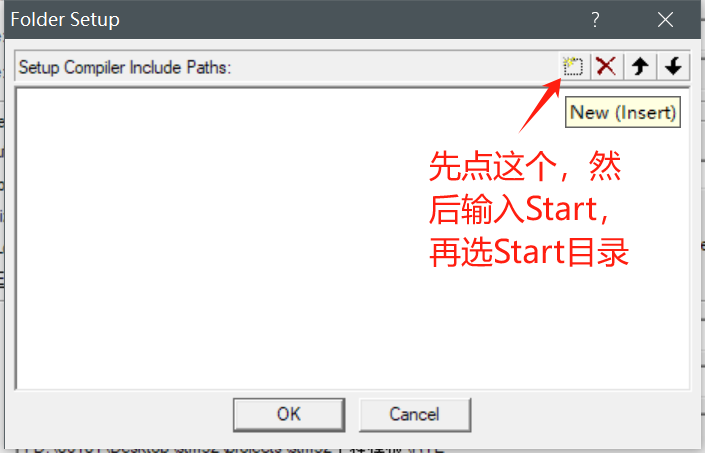 Folder Setup
Setup Compiler Include Paths:
New (Insert)
先点这个，然
后输入Start，
再选Start目录
OK
Cancel